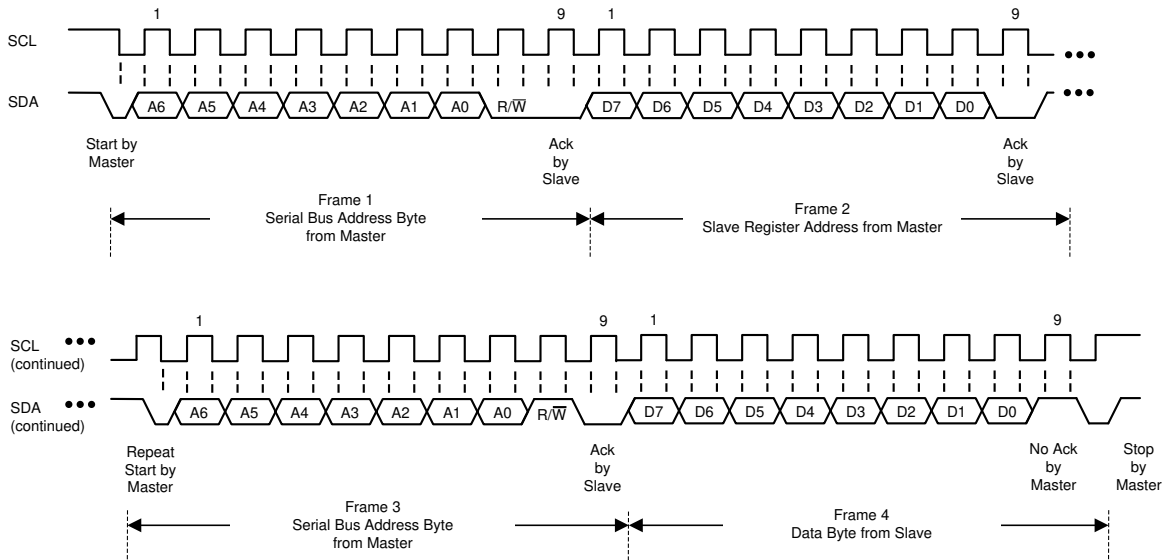 1 9 1 9
SCL
SDA A6 A5 A4 A3 A2 A1 A0 R/W̅ D7 D6 D5 D4 D3 D2 D1 D0
Start by
Master
Ack
by
Slave
Ack
by
Slave
Frame 1
Serial Bus Address Byte
from Master
Frame 2
Slave Register Address from Master
1 9 1 9
SCL
(continued)
SDA
(continued)
A6 A5 A4 A3 A2 A1 A0 R/W̅ D7 D6 D5 D4 D3 D2 D1 D0
Repeat
Start by
Master
Ack
by
Slave
No Ack
by
Master
Stop
by
Master
Frame 3
Serial Bus Address Byte
from Master
Frame 4
Data Byte from Slave